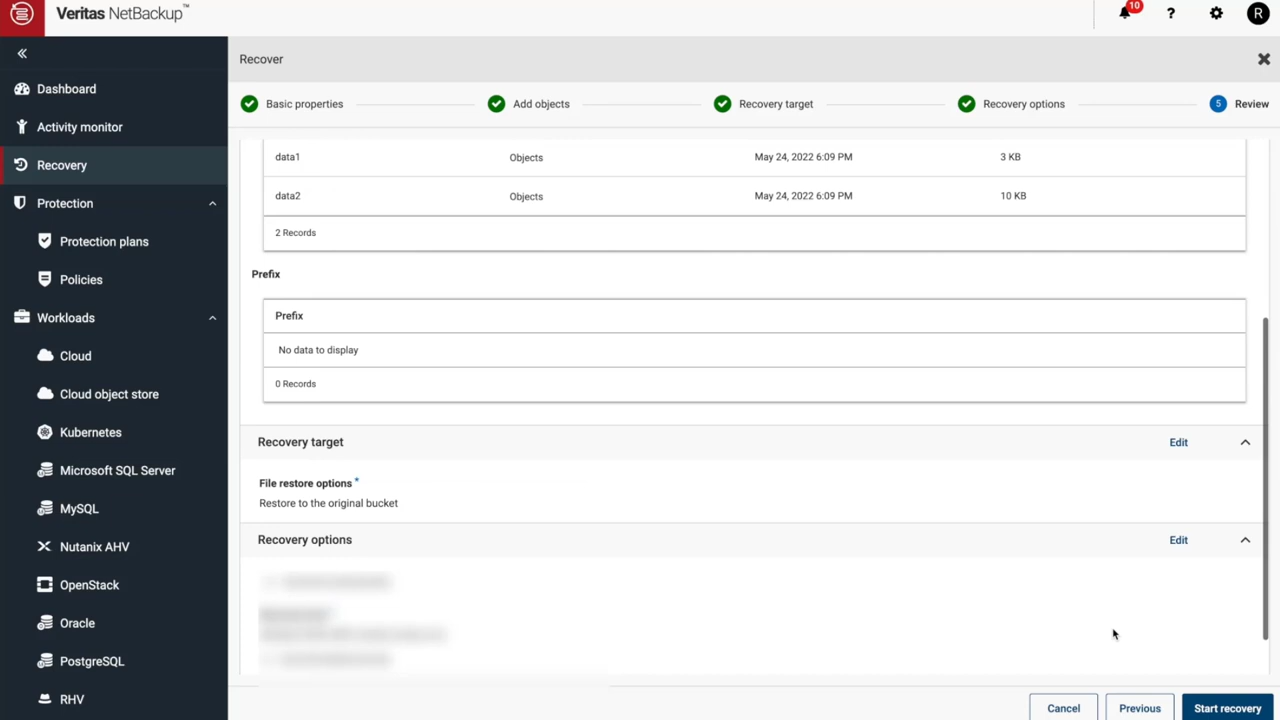 Veritas NetBackup™
10
?
R
«
Dashboard
Activity monitor
Recovery
Protection
Protection plans
Policies
Workloads
Cloud
Cloud object store
Kubernetes
Microsoft SQL Server
MySQL
Nutanix AHV
OpenStack
Oracle
PostgreSQL
RHV
Recover
Basic properties
Add objects
Recovery target
Recovery options
5 Review
data1 Objects May 24, 2022 6:09 PM 3 KB
data2 Objects May 24, 2022 6:09 PM 10 KB
2 Records
Prefix
Prefix
No data to display
0 Records
Recovery target Edit
File restore options *
Restore to the original bucket
Recovery options Edit
Cancel Previous Start recovery